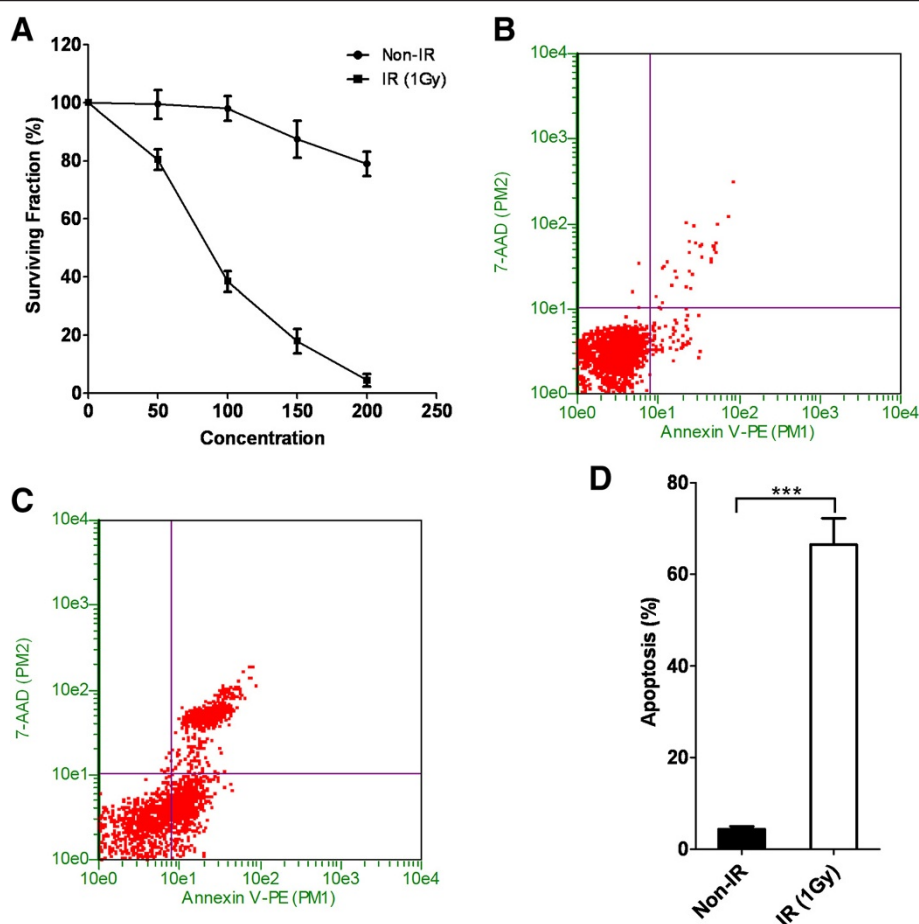 A
120
100
80
60
40
20
0
0 50 100 150 200 250
Surviving Fraction (%)
Concentration
Non-IR
IR (1Gy)
B
10e4
10e3
10e2
10e1
10e0
10e0 10e1 10e2 10e3 10e4
7-AAD (PM2)
Annexin V-PE (PM1)
C
10e4
10e3
10e2
10e1
10e0
10e0 10e1 10e2 10e3 10e4
7-AAD (PM2)
Annexin V-PE (PM1)
D
80
60
40
20
0
Apoptosis (%)
***
Non-IR
IR (1Gy)